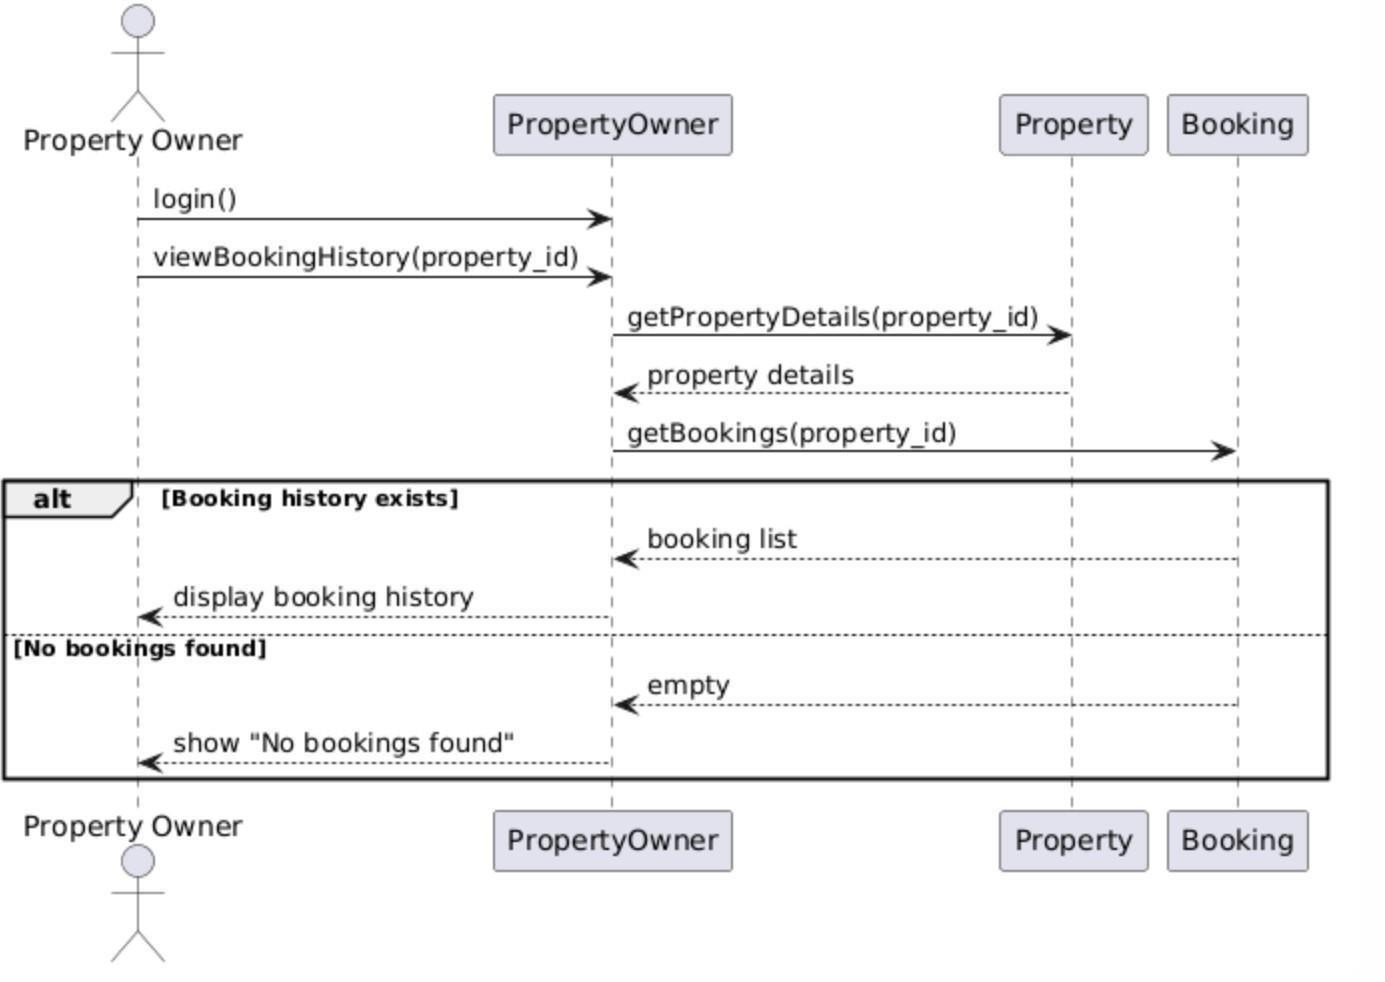 Property Owner
PropertyOwner
Property
Booking
login()
viewBookingHistory(property_id)
getPropertyDetails(property_id)
property details
getBookings(property_id)
alt
[Booking history exists]
booking list
display booking history
[No bookings found]
empty
show "No bookings found"
Property Owner
PropertyOwner
Property
Booking